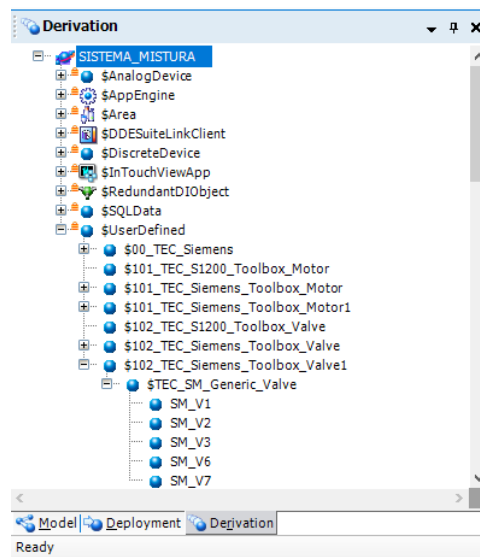 Derivation
SISTEMA_MISTURA
$AnalogDevice
$AppEngine
$Area
$DDESuiteLinkClient
$DiscreteDevice
$InTouchViewApp
$RedundantDIObject
$SQLData
$UserDefined
$00_TEC_Siemens
$101_TEC_S1200_Toolbox_Motor
$101_TEC_Siemens_Toolbox_Motor
$101_TEC_Siemens_Toolbox_Motor1
$102_TEC_S1200_Toolbox_Valve
$102_TEC_Siemens_Toolbox_Valve
$102_TEC_Siemens_Toolbox_Valve1
$TEC_SM_Generic_Valve
SM_V1
SM_V2
SM_V3
SM_V6
SM_V7
Model Deployment Derivation
Ready